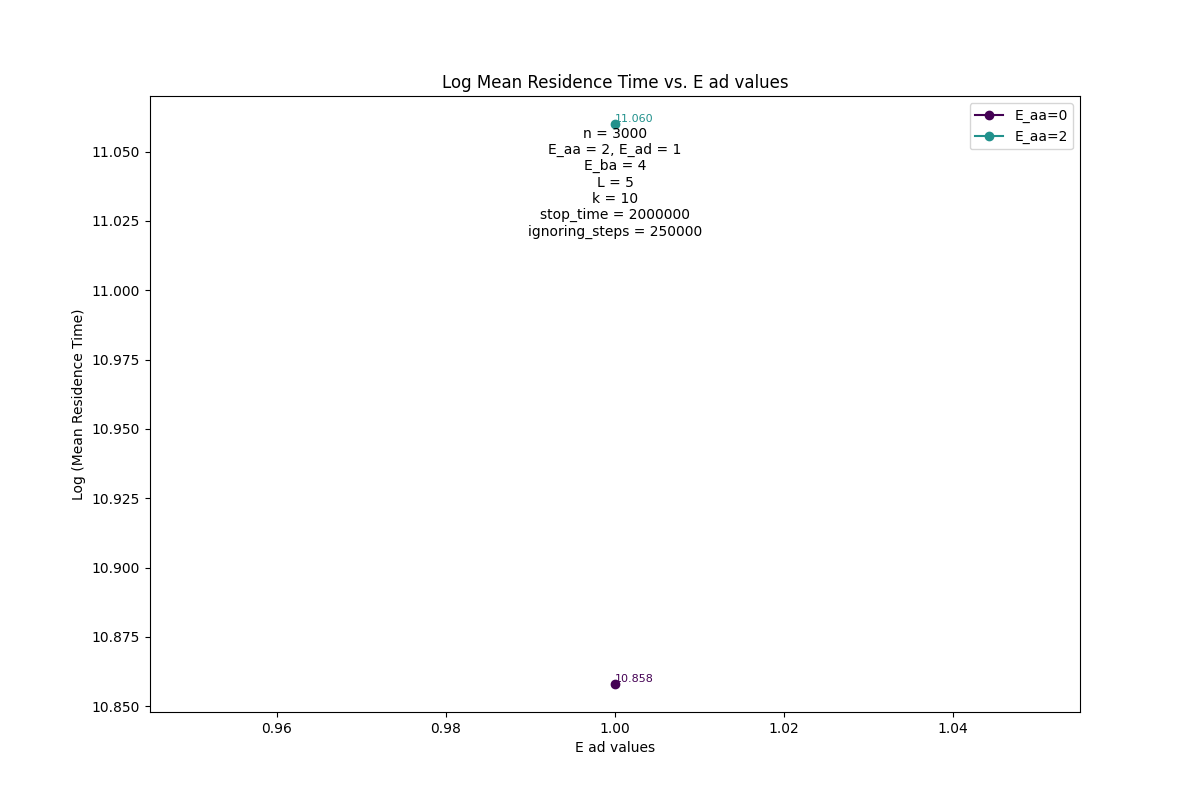 Log Mean Residence Time vs. E ad values
E_aa=0
E_aa=2
11.060
n = 3000
E_aa = 2, E_ad = 1
E_ba = 4
L = 5
k = 10
stop_time = 2000000
ignoring_steps = 250000
10.858
Log (Mean Residence Time)
11.050
11.025
11.000
10.975
10.950
10.925
10.900
10.875
10.850
0.96
0.98
1.00
1.02
1.04
E ad values